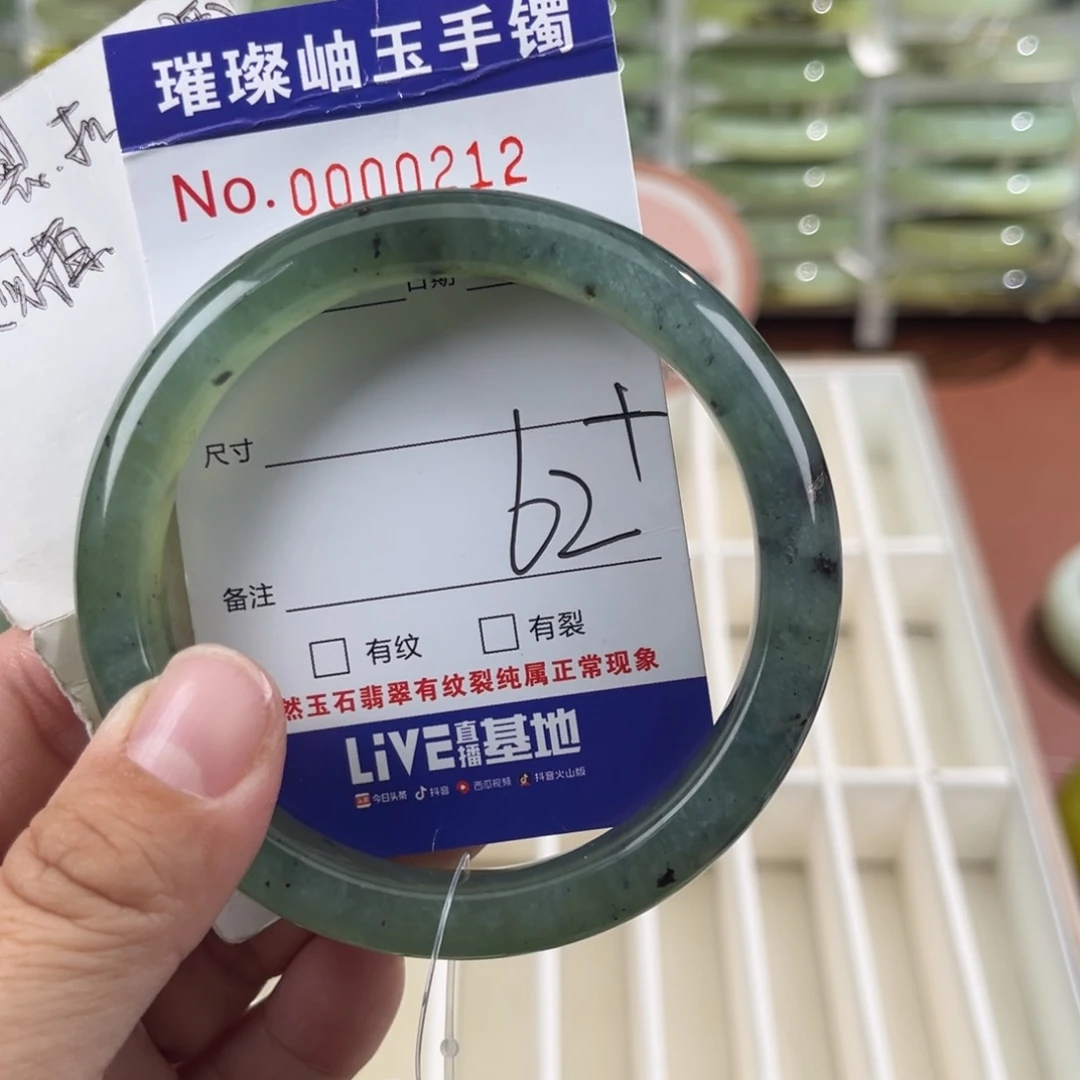 璀璨岫玉手镯
No.0000212
日期
尺寸
62+
备注
有纹 有裂
然玉石翡翠有纹裂纯属正常现象
LiVE直播基地
今日头条 抖音 西瓜视频 抖音火山版